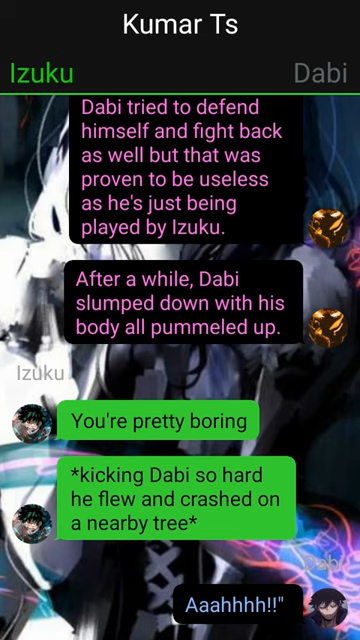 Kumar Ts
Izuku
Dabi
Dabi tried to defend
himself and fight back
as well but that was
proven to be useless
as he's just being
played by Izuku.
After a while, Dabi
slumped down with his
body all pummeled up.
Izuku
You're pretty boring
*kicking Dabi so hard
he flew and crashed on
a nearby tree*
Dabi
Aaahhhh!!"